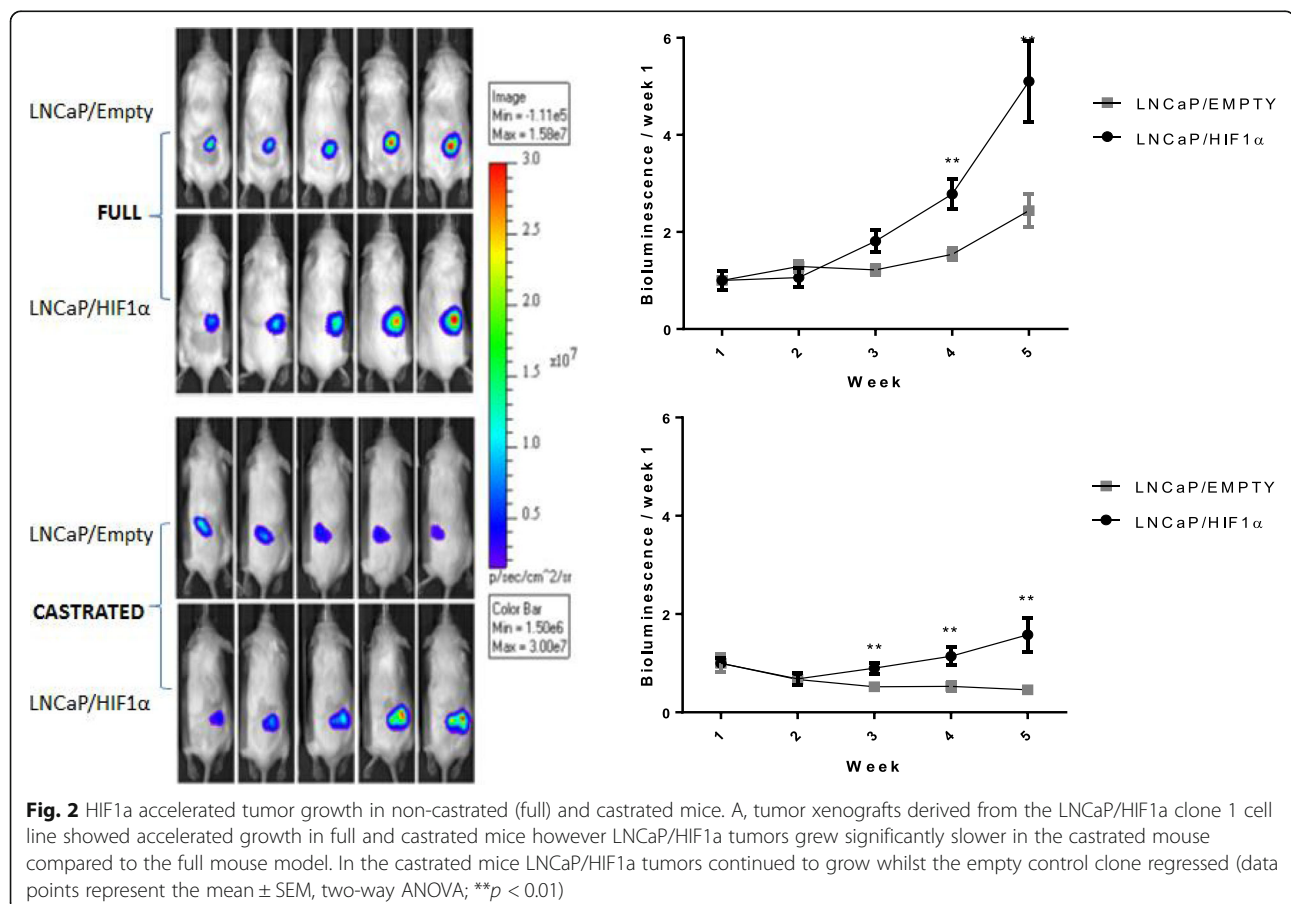 LNCaP/Empty
FULL
LNCaP/HIF1α
LNCaP/Empty
CASTRATED
LNCaP/HIF1α
Image
Min = -1.11e5
Max = 1.58e7
3.0
2.5
2.0
1.5
x10^7
1.0
0.5
p/sec/cm^2/sr
Color Bar
Min = 1.50e6
Max = 3.00e7
Bioluminescence / week 1
6
4
2
0
**
**
1
2
3
4
5
Week
LNCaP/EMPTY
LNCaP/HIF1α
Bioluminescence / week 1
6
4
2
0
**
**
**
1
2
3
4
5
Week
LNCaP/EMPTY
LNCaP/HIF1α
Fig. 2 HIF1a accelerated tumor growth in non-castrated (full) and castrated mice. A, tumor xenografts derived from the LNCaP/HIF1a clone 1 cell
line showed accelerated growth in full and castrated mice however LNCaP/HIF1a tumors grew significantly slower in the castrated mouse
compared to the full mouse model. In the castrated mice LNCaP/HIF1a tumors continued to grow whilst the empty control clone regressed (data
points represent the mean ± SEM, two-way ANOVA; **p < 0.01)